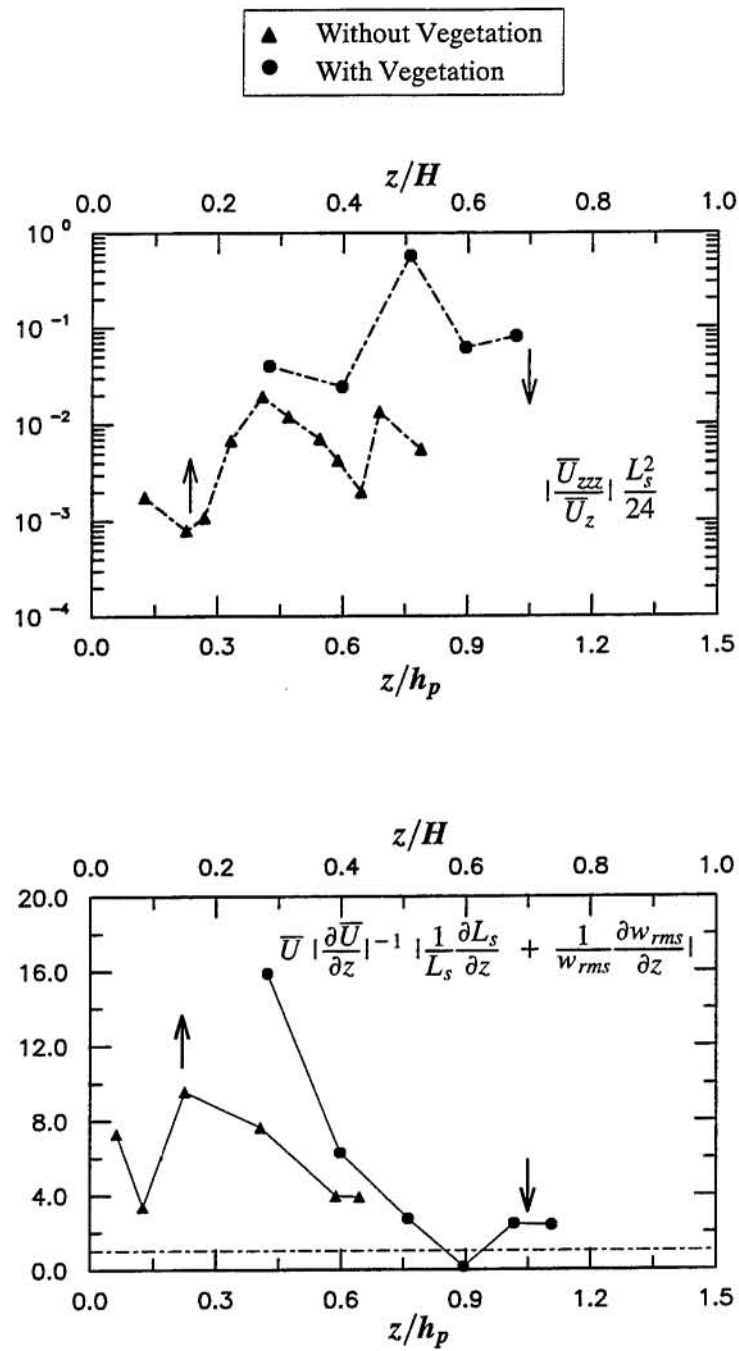 ▲ Without Vegetation
● With Vegetation
z/H
0.0 0.2 0.4 0.6 0.8 1.0
10⁰
10⁻¹
10⁻²
10⁻³
10⁻⁴
|U̅_zzz / U̅_z| L_s² / 24
0.0 0.3 0.6 0.9 1.2 1.5
z/h_p
z/H
0.0 0.2 0.4 0.6 0.8 1.0
20.0
16.0
12.0
8.0
4.0
0.0
U̅ |∂U̅/∂z|⁻¹ |1/L_s ∂L_s/∂z + 1/w_rms ∂w_rms/∂z|
0.0 0.3 0.6 0.9 1.2 1.5
z/h_p